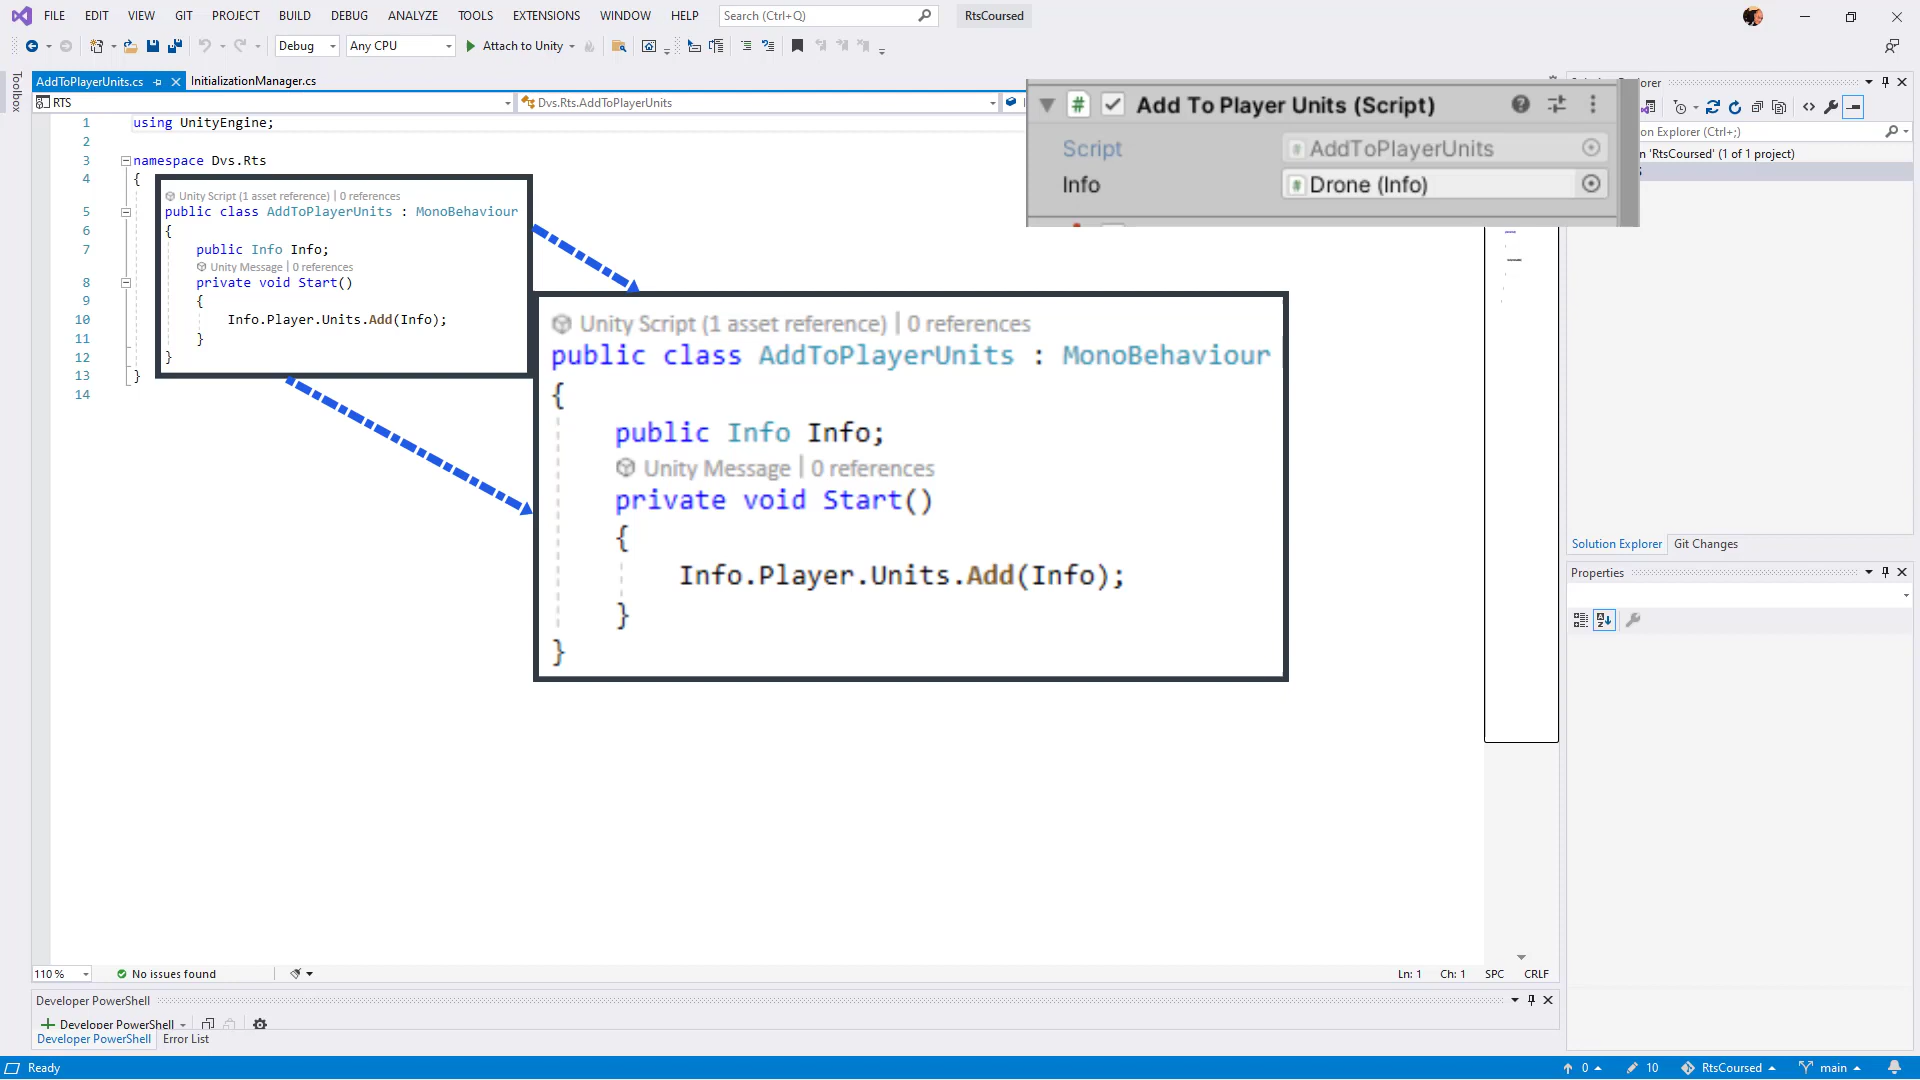 FILE EDIT VIEW GIT PROJECT BUILD DEBUG ANALYZE TOOLS EXTENSIONS WINDOW HELP Search (Ctrl+Q) RtsCoursed
Debug Any CPU Attach to Unity
Toolbox
AddToPlayerUnits.cs InitializationManager.cs
RTS Dvs.Rts.AddToPlayerUnits
1 using UnityEngine;
2
3 namespace Dvs.Rts
4 {
Unity Script (1 asset reference) | 0 references
5 public class AddToPlayerUnits : MonoBehaviour
6 {
7 public Info Info;
Unity Message | 0 references
8 private void Start()
9 {
10 Info.Player.Units.Add(Info);
11 }
12 }
13 }
14
Add To Player Units (Script)
Script AddToPlayerUnits
Info Drone (Info)
Unity Script (1 asset reference) | 0 references
public class AddToPlayerUnits : MonoBehaviour
{
public Info Info;
Unity Message | 0 references
private void Start()
{
Info.Player.Units.Add(Info);
}
}
orer
on Explorer (Ctrl+;)
n 'RtsCoursed' (1 of 1 project)
S
Solution Explorer Git Changes
Properties
110 % No issues found Ln: 1 Ch: 1 SPC CRLF
Developer PowerShell
Developer PowerShell
Developer PowerShell Error List
Ready 0 10 RtsCoursed main